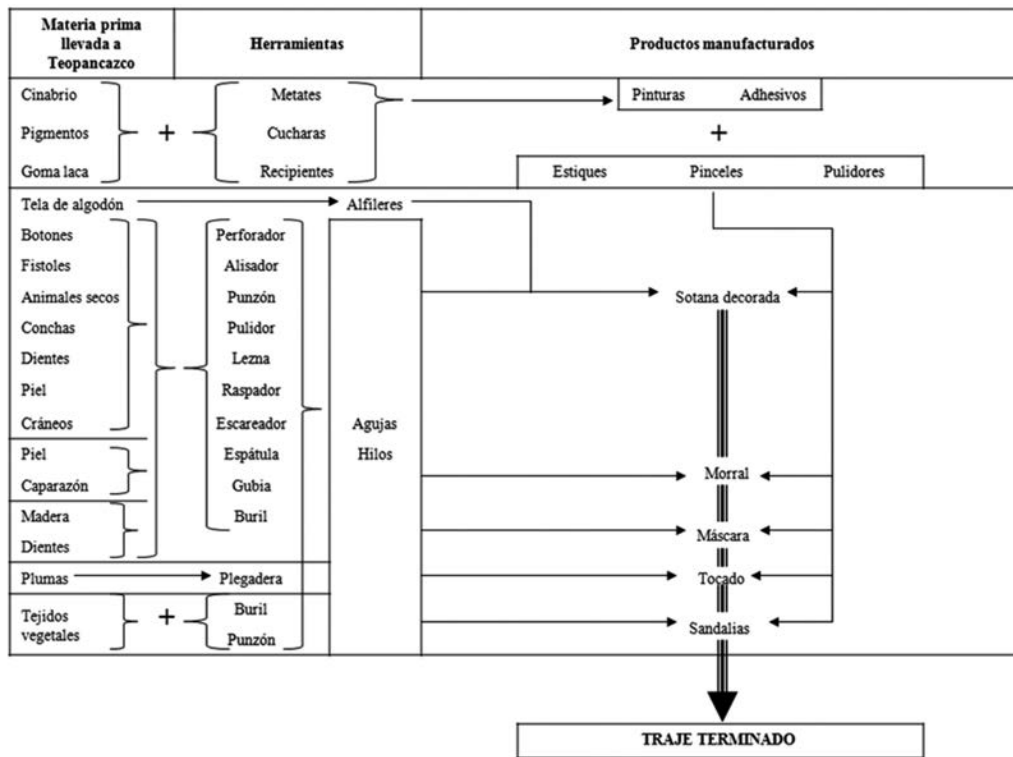 Materia prima
llevada a
Teopancazco
Herramientas
Productos manufacturados
Cinabrio
Pigmentos
Goma laca
+
Metates
Cucharas
Recipientes
Pinturas Adhesivos
+
Estiques Pinceles Pulidores
Tela de algodón
Alfileres
Botones
Fistoles
Animales secos
Conchas
Dientes
Piel
Cráneos
Piel
Caparazón
Madera
Dientes
Perforador
Alisador
Punzón
Pulidor
Lezna
Raspador
Escareador
Espátula
Gubia
Buril
Plumas
Plegadera
Tejidos
vegetales
+
Buril
Punzón
Agujas
Hilos
Sotana decorada
Morral
Máscara
Tocado
Sandalias
TRAJE TERMINADO